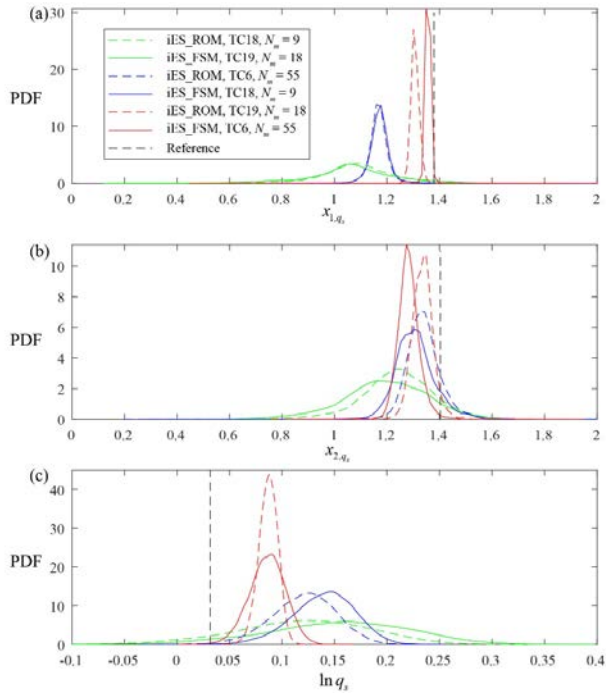 (a)
30
20
PDF
10
0
iES_ROM, TC18, Nm = 9
iES_FSM, TC19, Nm = 18
iES_ROM, TC6, Nm = 55
iES_FSM, TC18, Nm = 9
iES_ROM, TC19, Nm = 18
iES_FSM, TC6, Nm = 55
Reference
0 0.2 0.4 0.6 0.8 1 1.2 1.4 1.6 1.8 2
x1,qs
(b)
10
8
PDF 6
4
2
0
0 0.2 0.4 0.6 0.8 1 1.2 1.4 1.6 1.8 2
x2,qs
(c)
40
30
PDF
20
10
0
-0.1 -0.05 0 0.05 0.1 0.15 0.2 0.25 0.3 0.35 0.4
ln qs